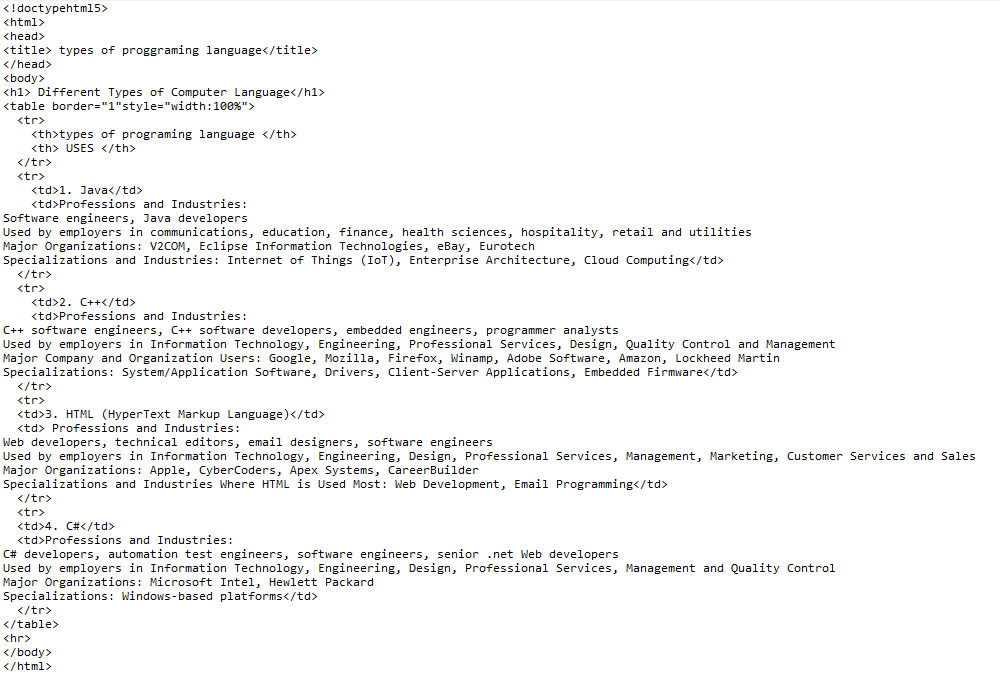 <!doctypehtml5>
<html>
<head>
<title> types of proggraming language</title>
</head>
<body>
<h1> Different Types of Computer Language</h1>
<table border="1"style="width:100%">
  <tr>
    <th>types of programing language </th>
    <th> USES </th>
  </tr>
  <tr>
    <td>1. Java</td>
    <td>Professions and Industries:
Software engineers, Java developers
Used by employers in communications, education, finance, health sciences, hospitality, retail and utilities
Major Organizations: V2COM, Eclipse Information Technologies, eBay, Eurotech
Specializations and Industries: Internet of Things (IoT), Enterprise Architecture, Cloud Computing</td>
  </tr>
  <tr>
    <td>2. C++</td>
    <td>Professions and Industries:
C++ software engineers, C++ software developers, embedded engineers, programmer analysts
Used by employers in Information Technology, Engineering, Professional Services, Design, Quality Control and Management
Major Company and Organization Users: Google, Mozilla, Firefox, Winamp, Adobe Software, Amazon, Lockheed Martin
Specializations: System/Application Software, Drivers, Client-Server Applications, Embedded Firmware</td>
  </tr>
  <tr>
  <td>3. HTML (HyperText Markup Language)</td>
  <td> Professions and Industries:
Web developers, technical editors, email designers, software engineers
Used by employers in Information Technology, Engineering, Design, Professional Services, Management, Marketing, Customer Services and Sales
Major Organizations: Apple, CyberCoders, Apex Systems, CareerBuilder
Specializations and Industries Where HTML is Used Most: Web Development, Email Programming</td>
  </tr>
  <tr>
  <td>4. C#</td>
  <td>Professions and Industries:
C# developers, automation test engineers, software engineers, senior .net Web developers
Used by employers in Information Technology, Engineering, Design, Professional Services, Management and Quality Control
Major Organizations: Microsoft Intel, Hewlett Packard
Specializations: Windows-based platforms</td>
  </tr>
</table>
<hr>
</body>
</html>